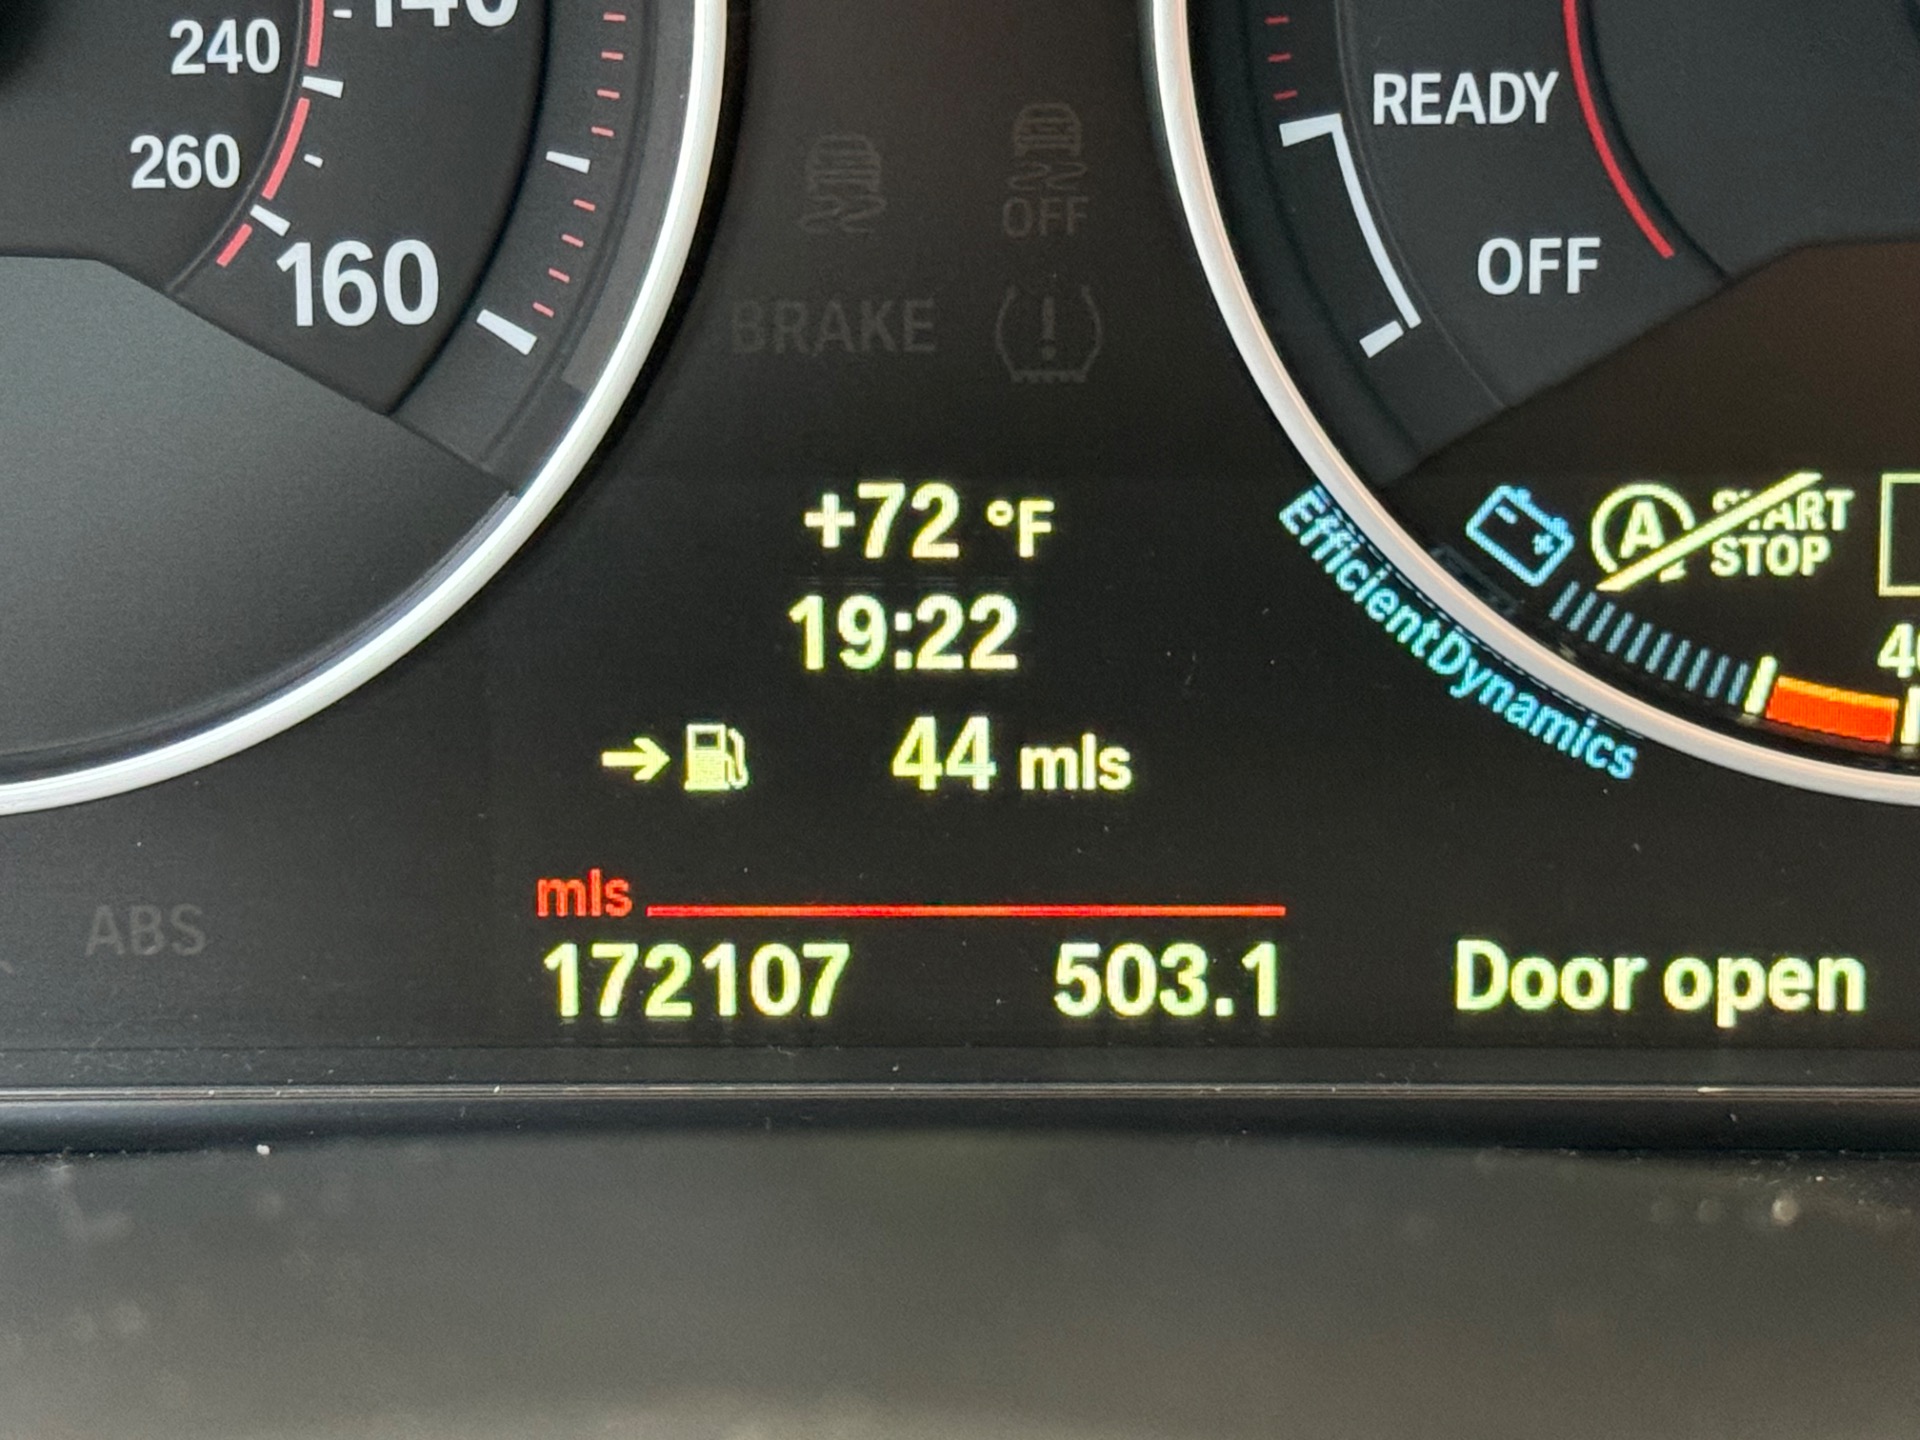 140
240
260
160
READY
OFF
OFF
BRAKE
+72 °F
19:22
44 mls
EfficientDynamics
A START
STOP
mls
172107 503.1 Door open
ABS